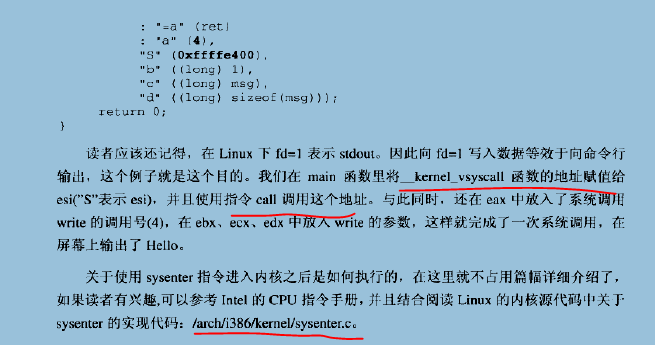 : "=a" (ret)
: "a" (4),
"S" (0xffffe400),
"b" ((long) 1),
"c" ((long) msg),
"d" ((long) sizeof(msg)));
return 0;
}
读者应该还记得，在 Linux 下 fd=1 表示 stdout。因此向 fd=1 写入数据等效于向命令行
输出，这个例子就是这个目的。我们在 main 函数里将__kernel_vsyscall 函数的地址赋值给
esi("S"表示 esi)，并且使用指令 call 调用这个地址。与此同时，还在 eax 中放入了系统调用
write 的调用号(4)，在 ebx、ecx、edx 中放入 write 的参数，这样就完成了一次系统调用，在
屏幕上输出了 Hello。
关于使用 sysenter 指令进入内核之后是如何执行的，在这里就不占用篇幅详细介绍了，
如果读者有兴趣,可以参考 Intel 的 CPU 指令手册，并且结合阅读 Linux 的内核源代码中关于
sysenter 的实现代码：/arch/i386/kernel/sysenter.c。